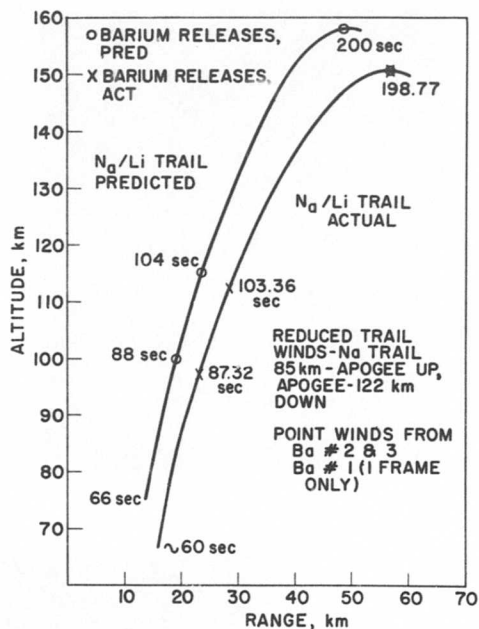 160
150
140
130
120
110
100
90
80
70
ALTITUDE, km
O BARIUM RELEASES,
PRED
X BARIUM RELEASES,
ACT
200 sec
198.77
Na/Li TRAIL
PREDICTED
Na/Li TRAIL
ACTUAL
104 sec
103.36
sec
88 sec
87.32
sec
REDUCED TRAIL
WINDS-Na TRAIL
85km-APOGEE UP,
APOGEE-122 km
DOWN
POINT WINDS FROM
Ba #2 & 3
Ba #1 (1 FRAME
ONLY)
66 sec
~60 sec
10 20 30 40 50 60 70
RANGE, km